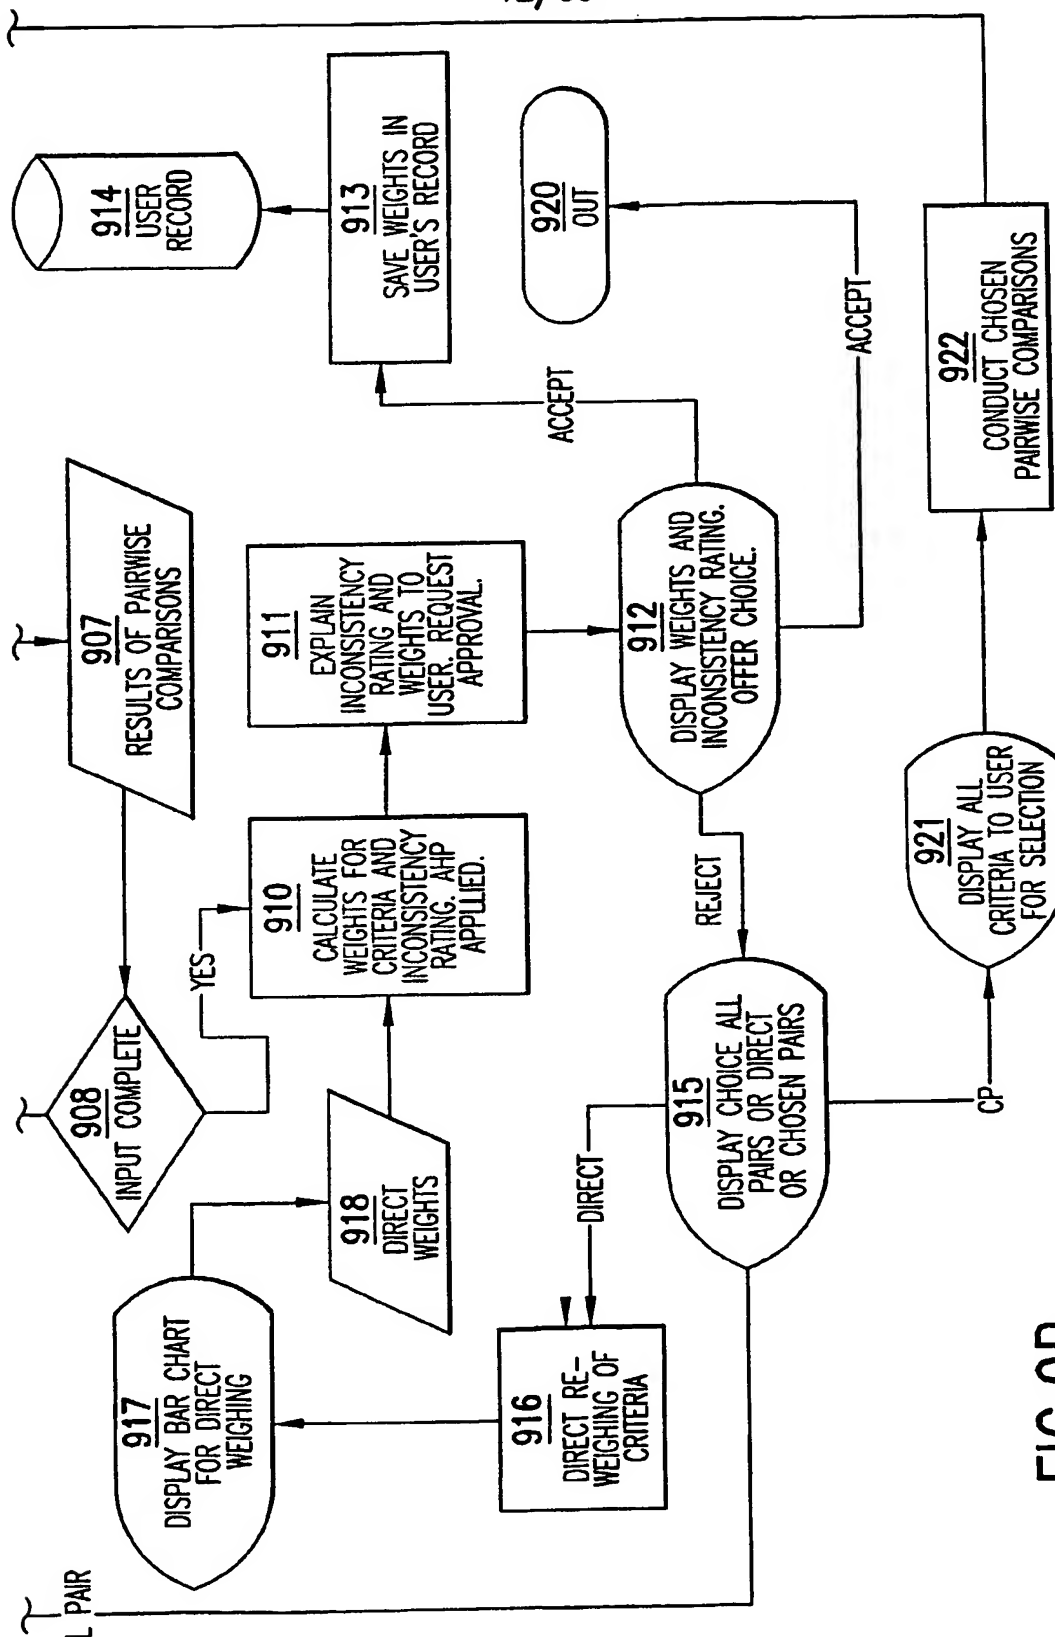 907
RESULTS OF PAIRWISE
COMPARISONS
908
INPUT COMPLETE
YES
910
CALCULATE
WEIGHTS FOR
CRITERIA AND
INCONSISTENCY
RATING. AHP
APPLIED.
911
EXPLAIN
INCONSISTENCY
RATING AND
WEIGHTS TO
USER. REQUEST
APPROVAL.
912
DISPLAY WEIGHTS AND
INCONSISTENCY RATING.
OFFER CHOICE.
ACCEPT
913
SAVE WEIGHTS IN
USER'S RECORD
914
USER
RECORD
ACCEPT
920
OUT
REJECT
915
DISPLAY CHOICE ALL
PAIRS OR DIRECT
OR CHOSEN PAIRS
DIRECT
916
DIRECT RE-
WEIGHING OF
CRITERIA
917
DISPLAY BAR CHART
FOR DIRECT
WEIGHING
918
DIRECT
WEIGHTS
L PAIR
CP
921
DISPLAY ALL
CRITERIA TO USER
FOR SELECTION
922
CONDUCT CHOSEN
PAIRWISE COMPARISONS